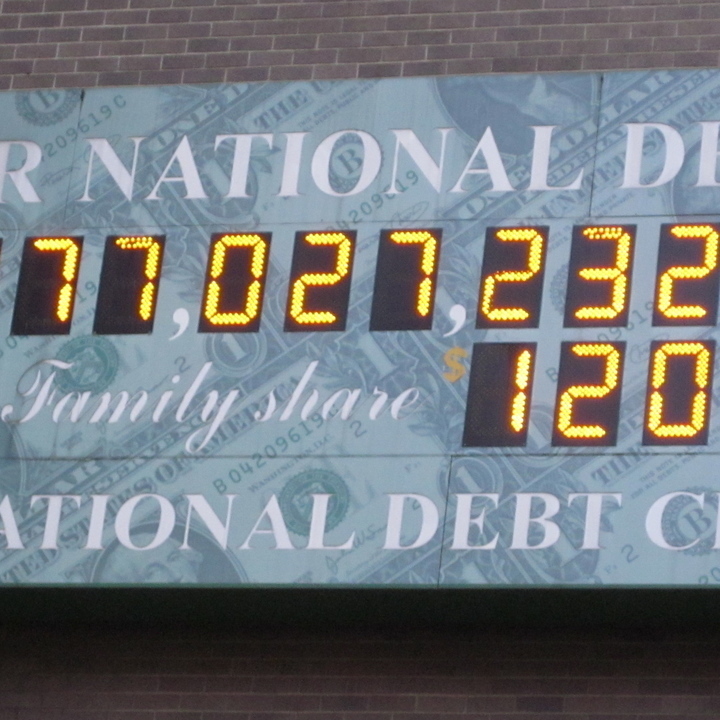 R NATIONAL DE
77,027,232
Family share $120
ATIONAL DEBT C